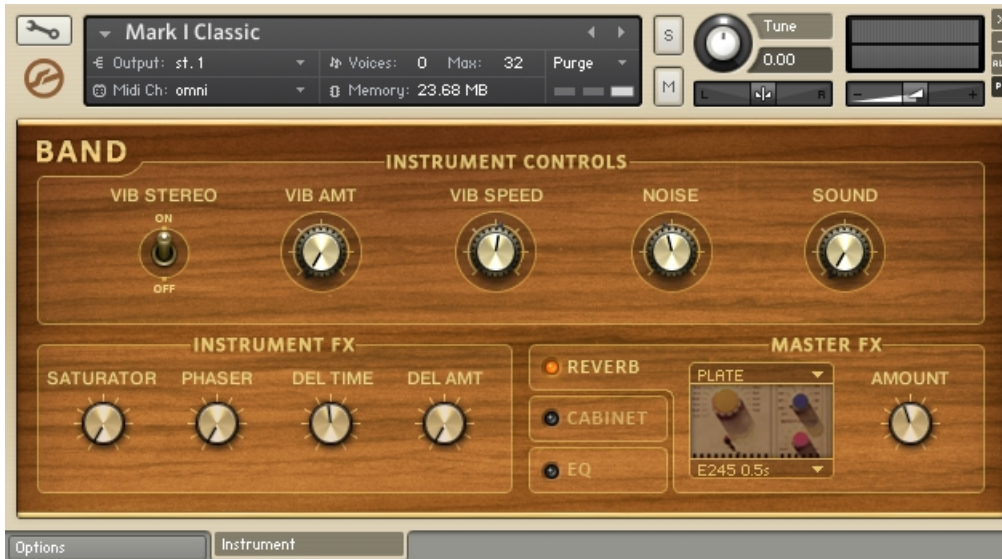 Mark I Classic
S
Tune
Output: st. 1
Voices: 0 Max: 32
Purge
0.00
Midi Ch: omni
Memory: 23.68 MB
M
L
R
-
+
BAND
INSTRUMENT CONTROLS
VIB STEREO
VIB AMT
VIB SPEED
NOISE
SOUND
ON
OFF
INSTRUMENT FX
MASTER FX
SATURATOR
PHASER
DEL TIME
DEL AMT
REVERB
PLATE
AMOUNT
CABINET
EQ
E245 0.5s
Options
Instrument